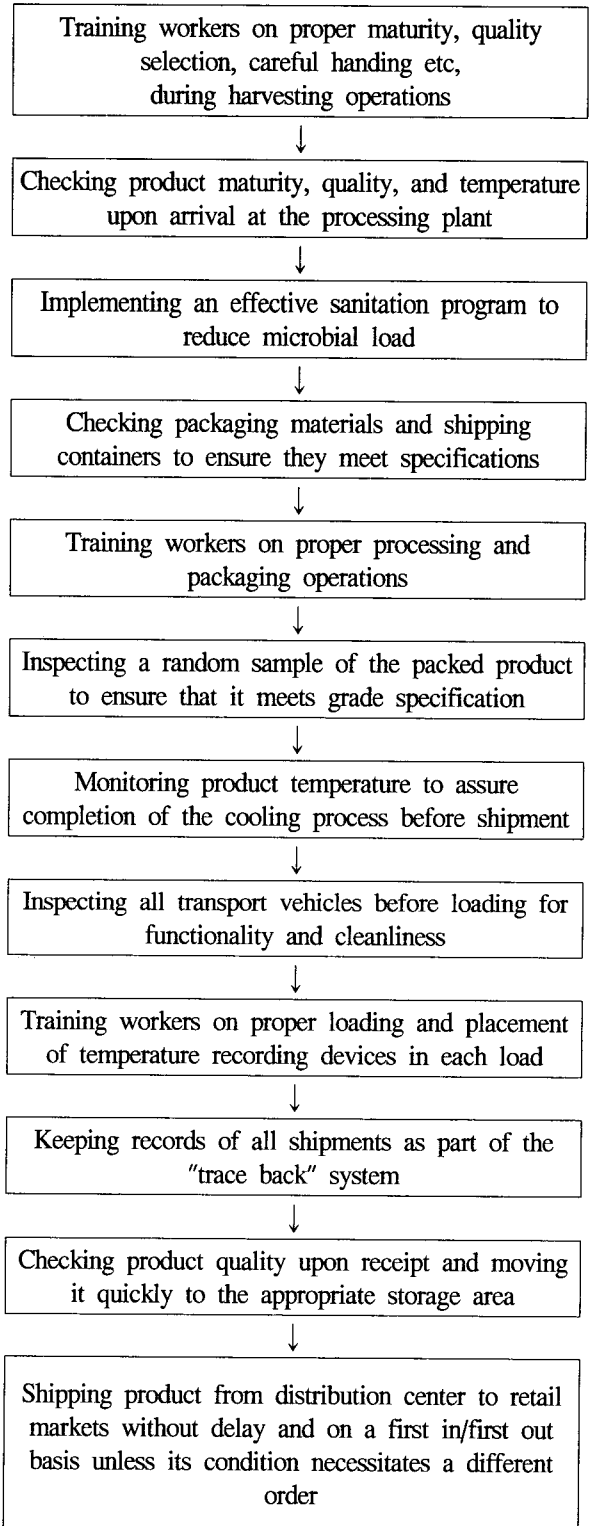 Training workers on proper maturity, quality
selection, careful handing etc,
during harvesting operations
↓
Checking product maturity, quality, and temperature
upon arrival at the processing plant
↓
Implementing an effective sanitation program to
reduce microbial load
↓
Checking packaging materials and shipping
containers to ensure they meet specifications
↓
Training workers on proper processing and
packaging operations
↓
Inspecting a random sample of the packed product
to ensure that it meets grade specification
↓
Monitoring product temperature to assure
completion of the cooling process before shipment
↓
Inspecting all transport vehicles before loading for
functionality and cleanliness
↓
Training workers on proper loading and placement
of temperature recording devices in each load
↓
Keeping records of all shipments as part of the
"trace back" system
↓
Checking product quality upon receipt and moving
it quickly to the appropriate storage area
↓
Shipping product from distribution center to retail
markets without delay and on a first in/first out
basis unless its condition necessitates a different
order